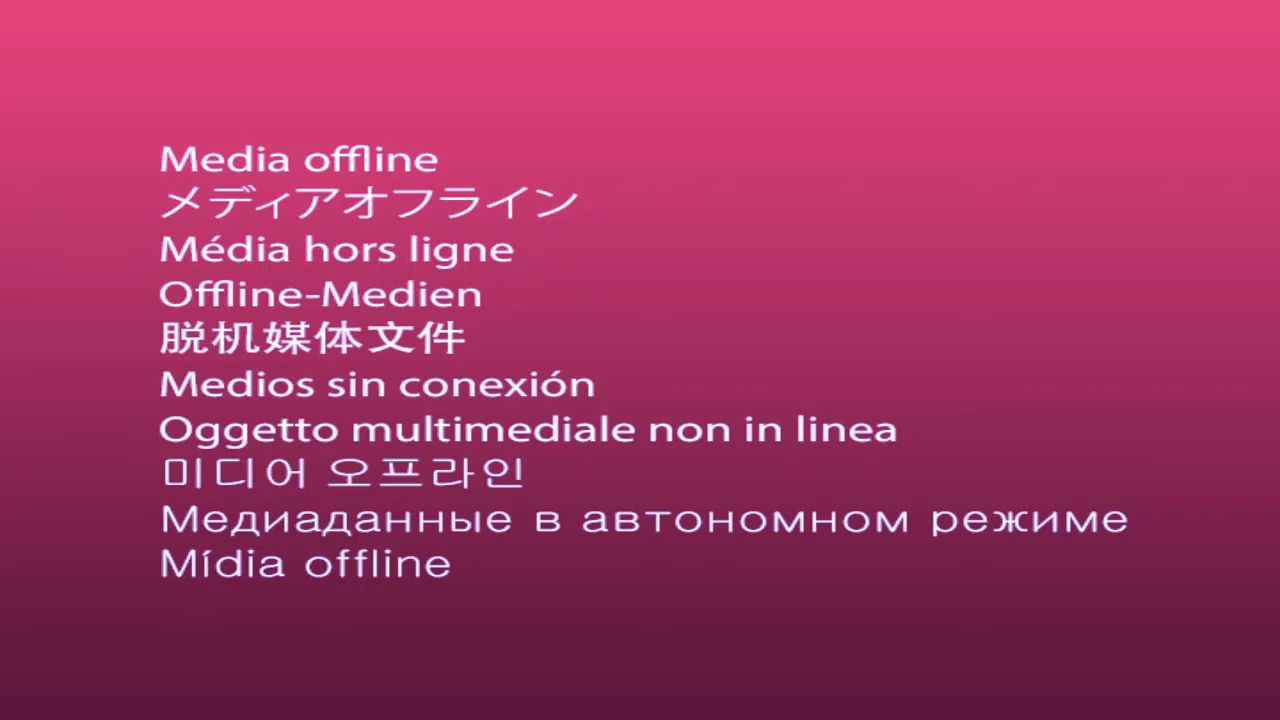 Media offline
メディアオフライン
Média hors ligne
Offline-Medien
脱机媒体文件
Medios sin conexión
Oggetto multimediale non in linea
미디어 오프라인
Медиаданные в автономном режиме
Mídia offline